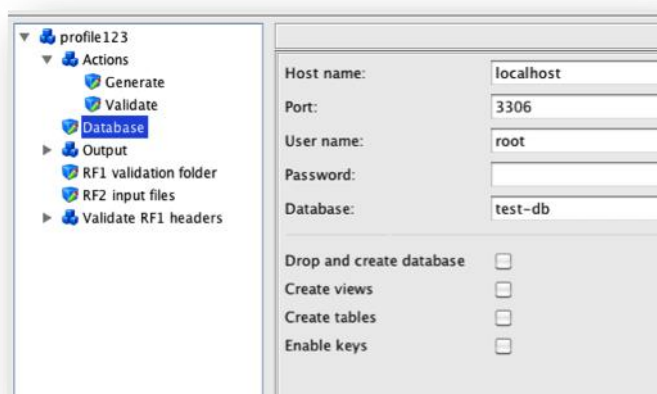 profile123
Actions
Generate
Validate
Database
Output
RF1 validation folder
RF2 input files
Validate RF1 headers
Host name: localhost
Port: 3306
User name: root
Password:
Database: test-db
Drop and create database
Create views
Create tables
Enable keys